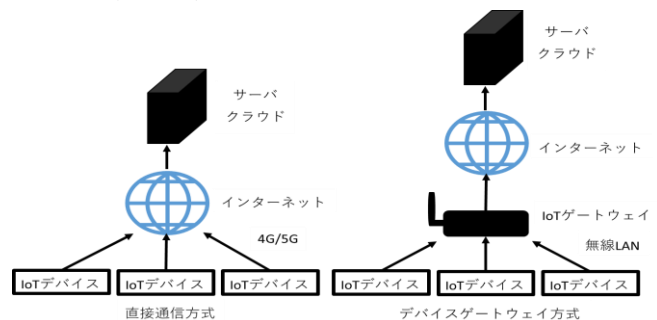 サーバ
クラウド
インターネット
4G/5G
IoTデバイス
IoTデバイス
IoTデバイス
直接通信方式
サーバ
クラウド
インターネット
IoTゲートウェイ
無線LAN
IoTデバイス
IoTデバイス
IoTデバイス
デバイスゲートウェイ方式